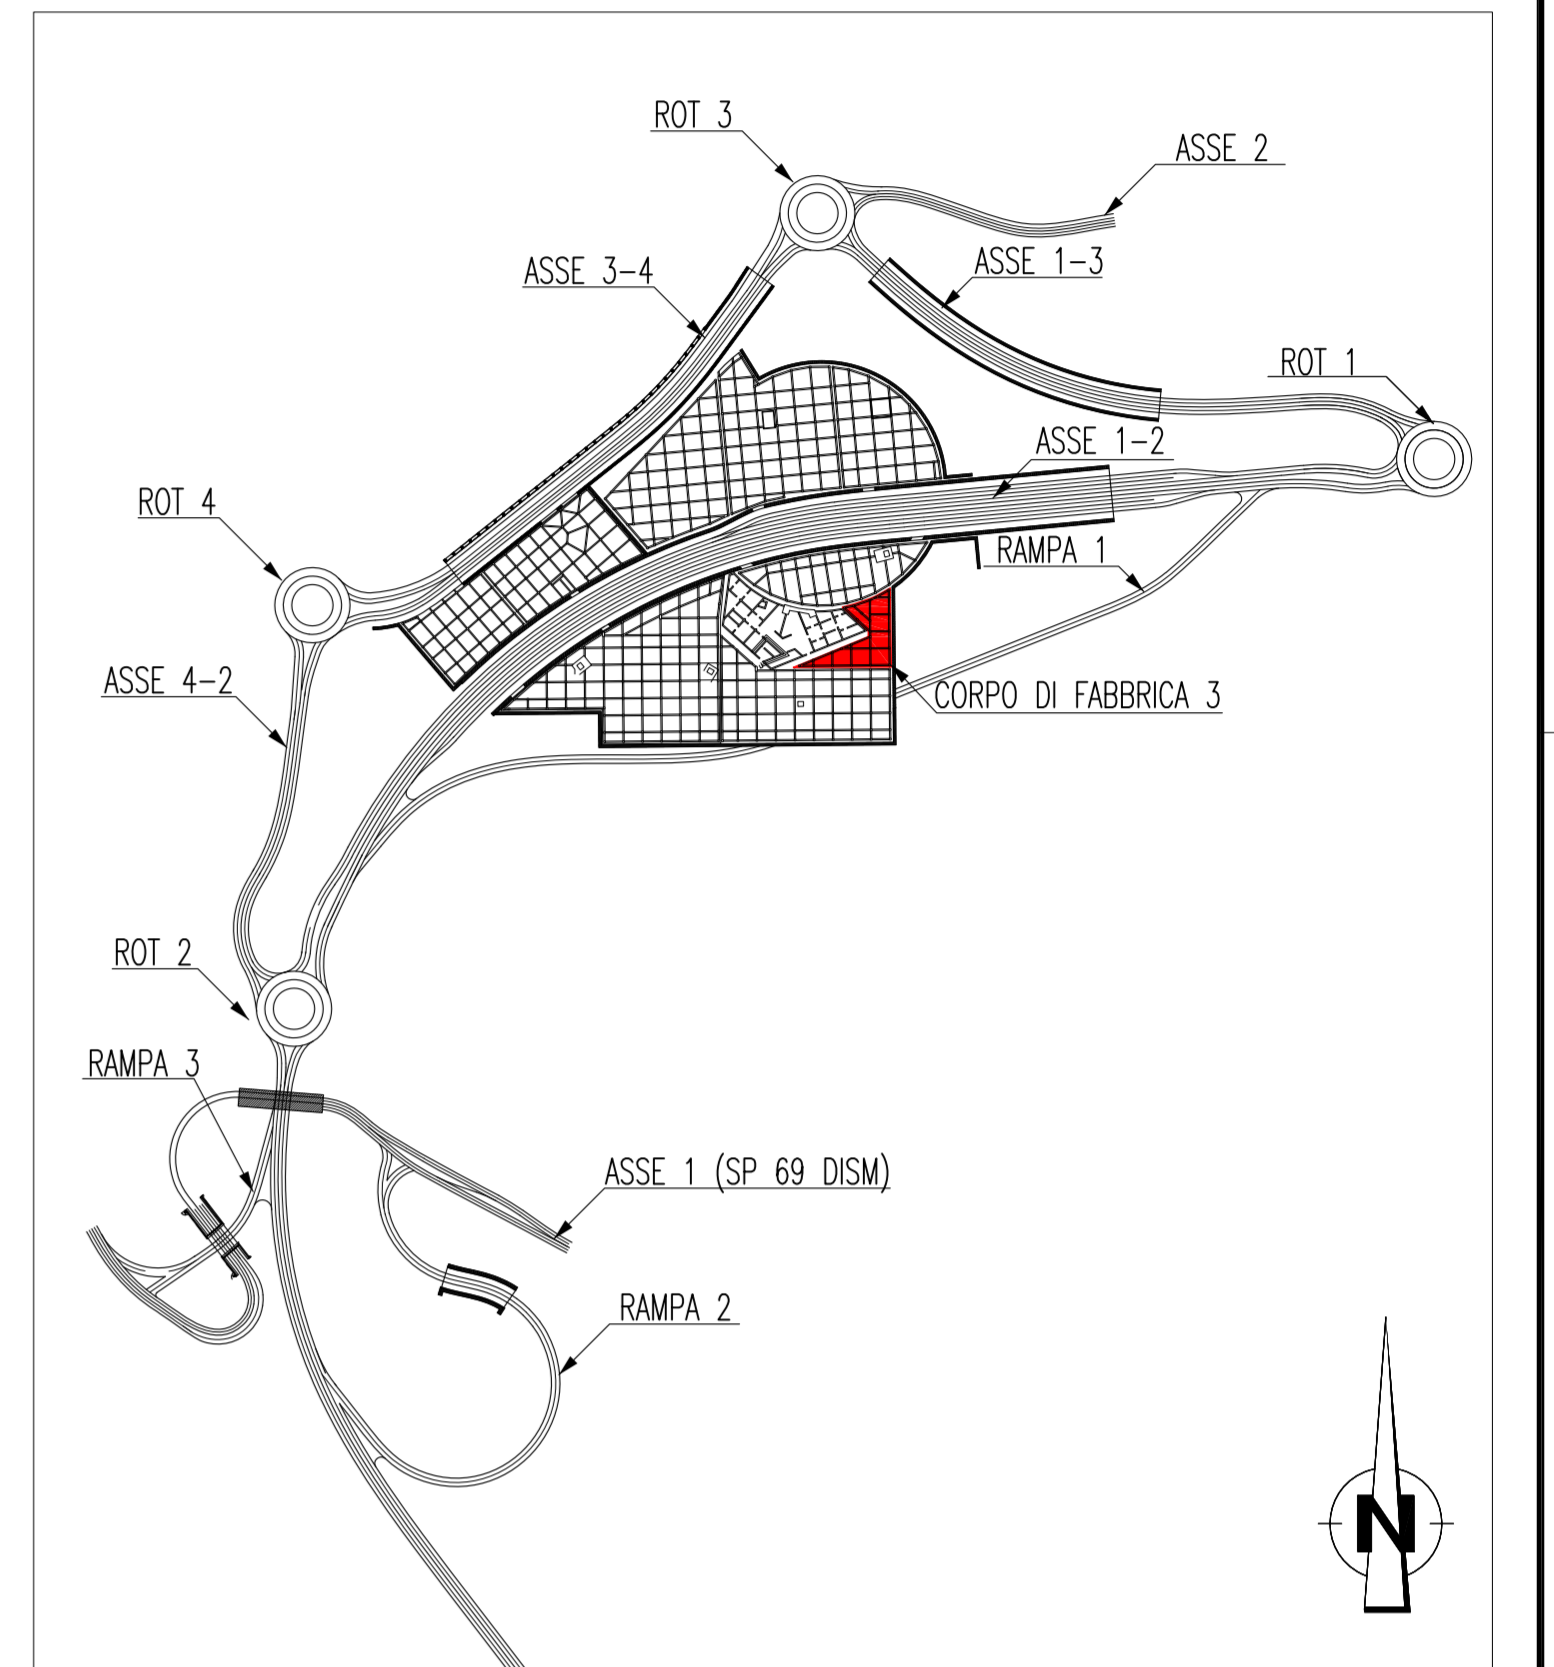 ROT 3
ASSE 2
ASSE 3-4
ASSE 1-3
ROT 1
ASSE 1-2
ROT 4
RAMPA 1
ASSE 4-2
CORPO DI FABBRICA 3
ROT 2
RAMPA 3
ASSE 1 (SP 69 DISM)
RAMPA 2
N